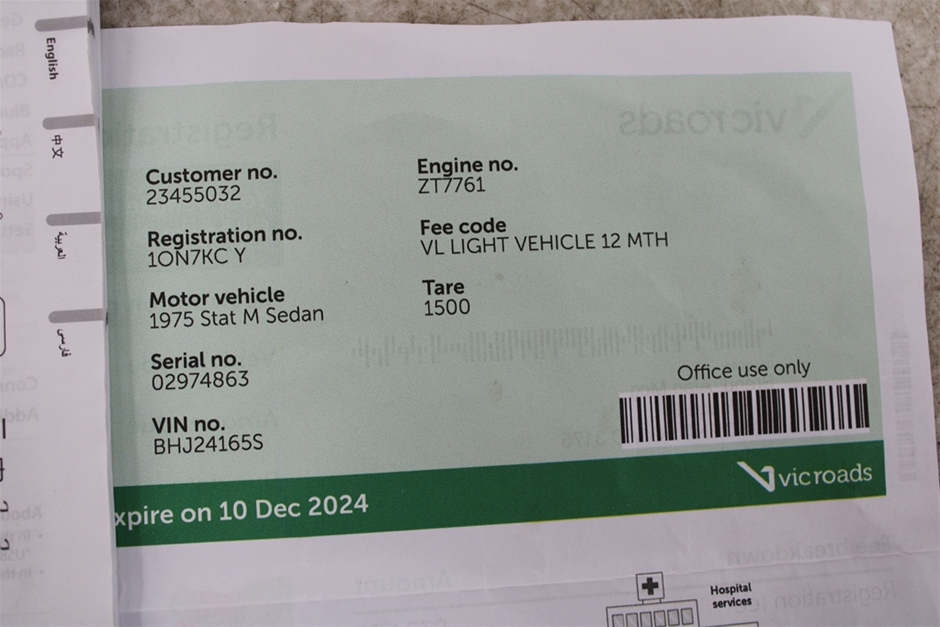 English
中文
العربية
فارسی
Customer no.
23455032
Registration no.
1ON7KC Y
Motor vehicle
1975 Stat M Sedan
Serial no.
02974863
VIN no.
BHJ24165S
Engine no.
ZT7761
Fee code
VL LIGHT VEHICLE 12 MTH
Tare
1500
Office use only
xpire on 10 Dec 2024
vicroads
Hospital
services